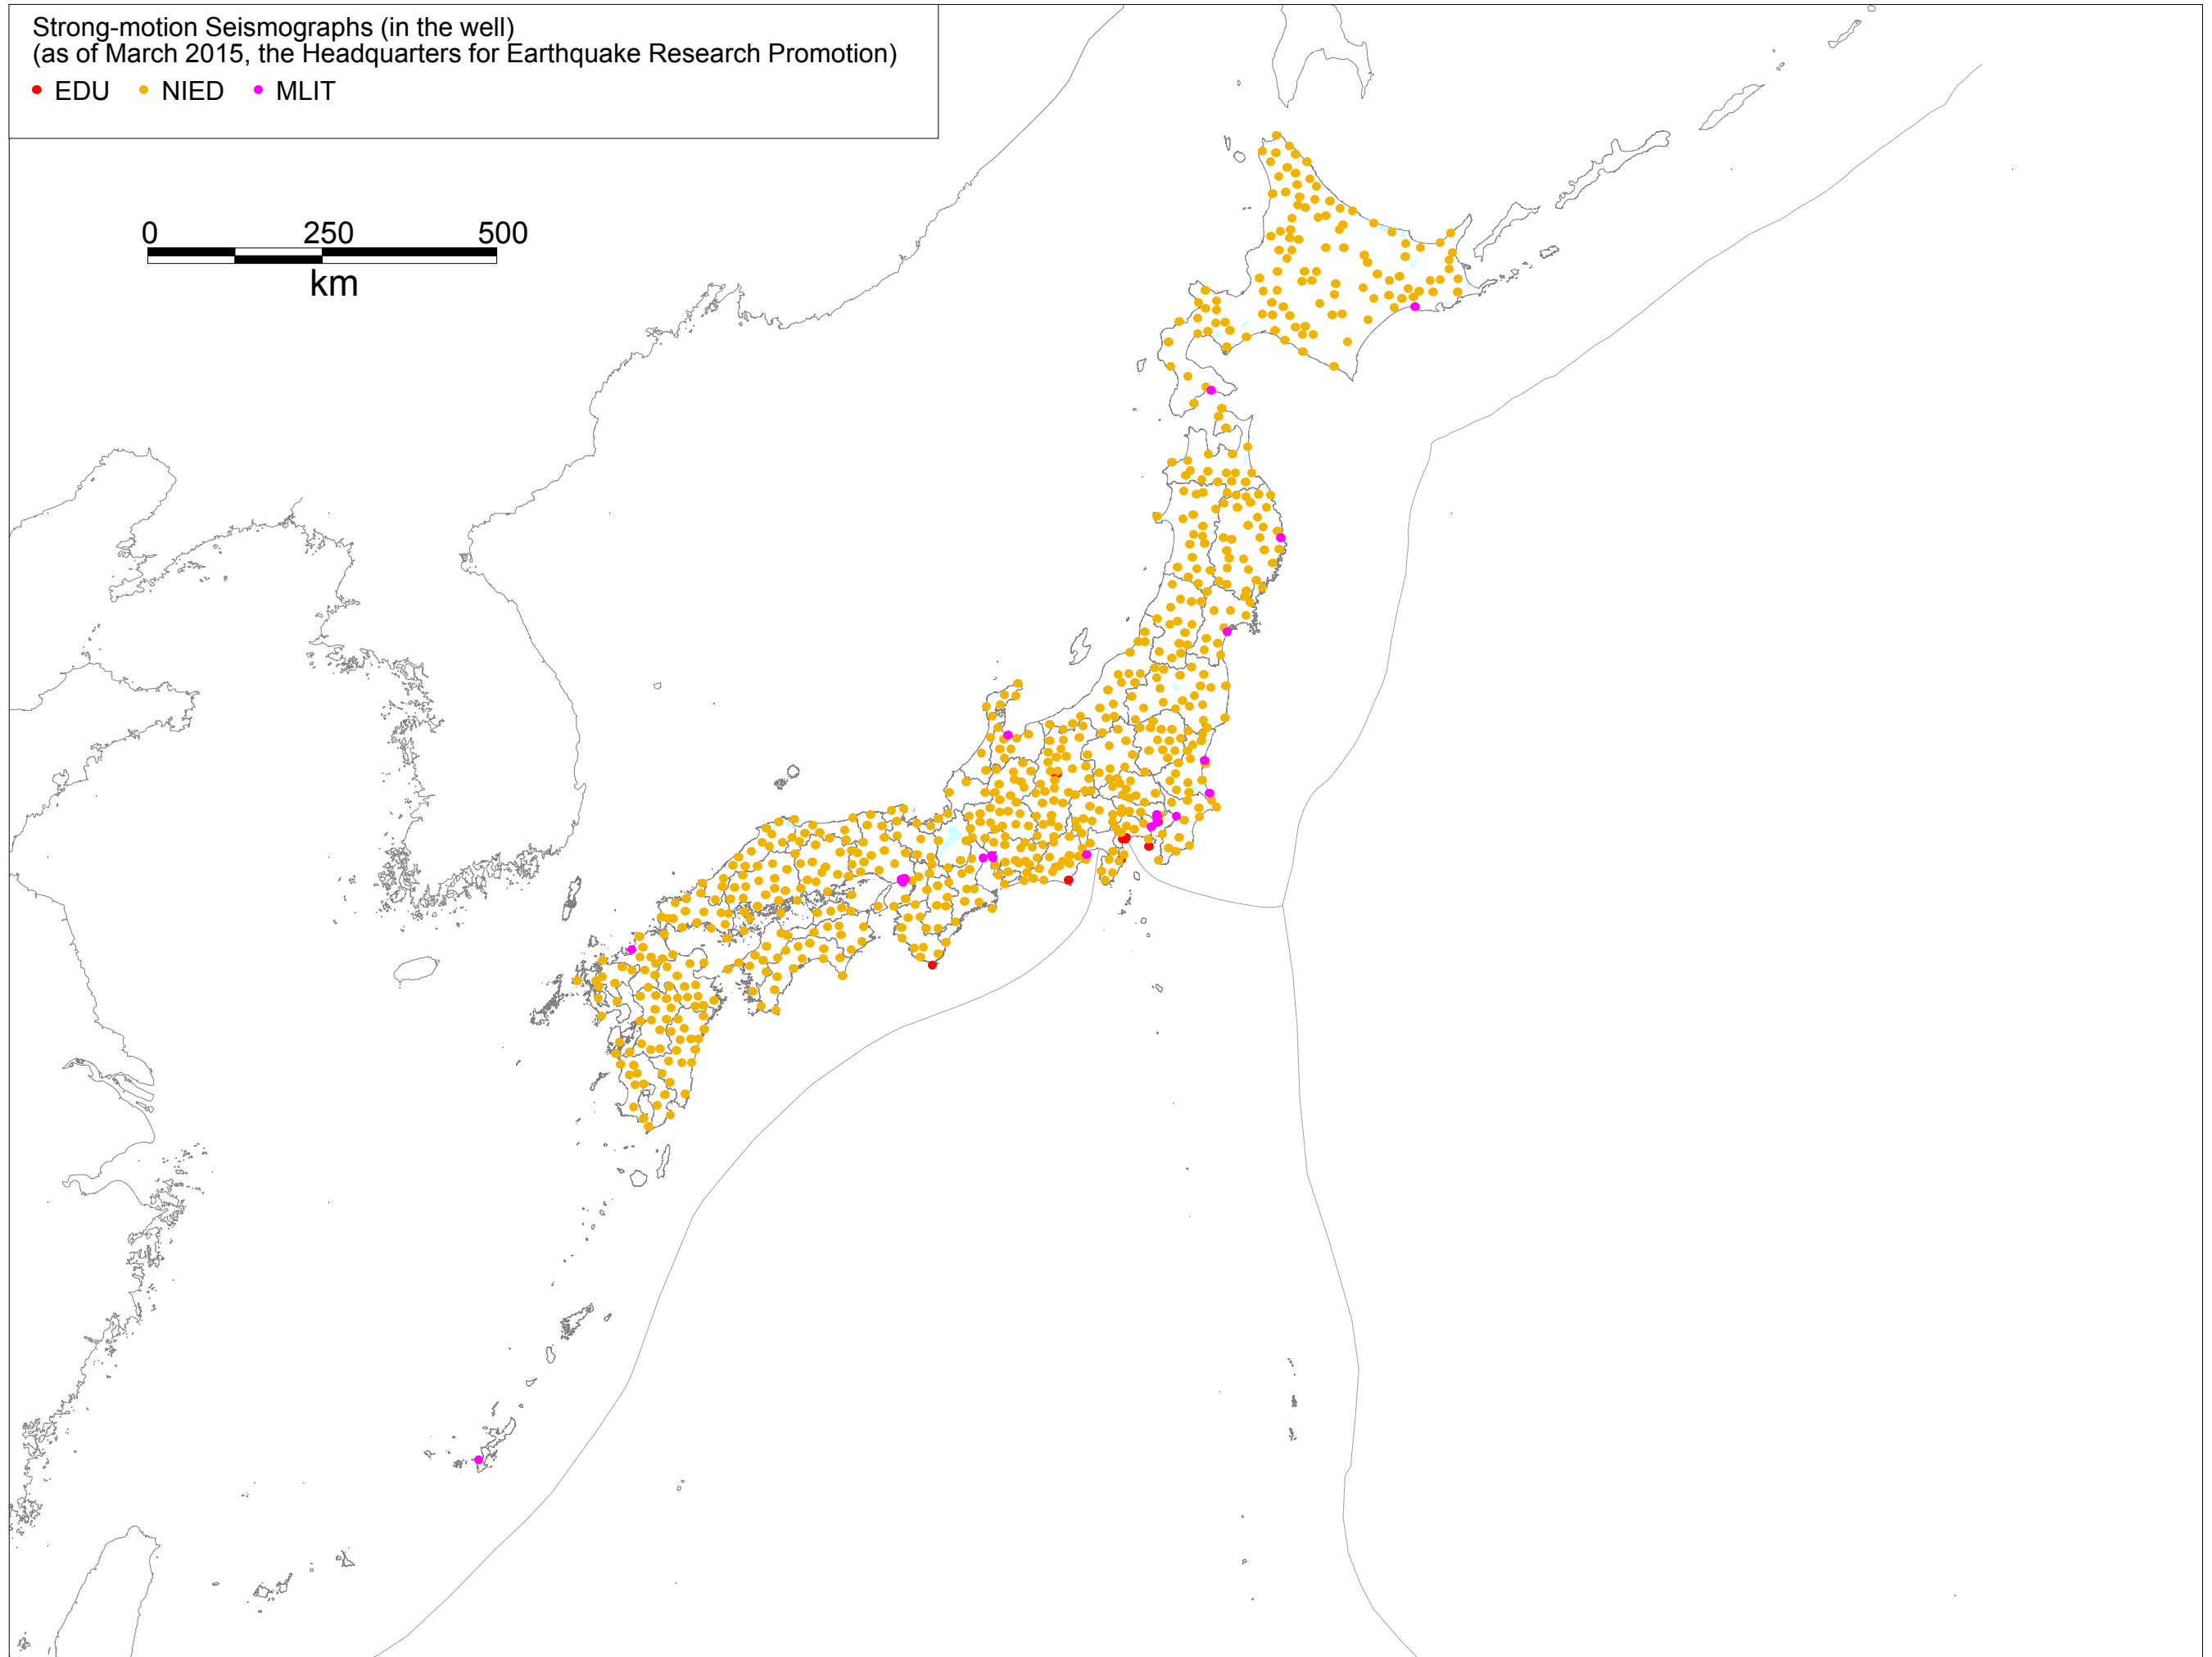 Strong-motion Seismographs (in the well)
(as of March 2015, the Headquarters for Earthquake Research Promotion)
EDU NIED MLIT
0 250 500
km